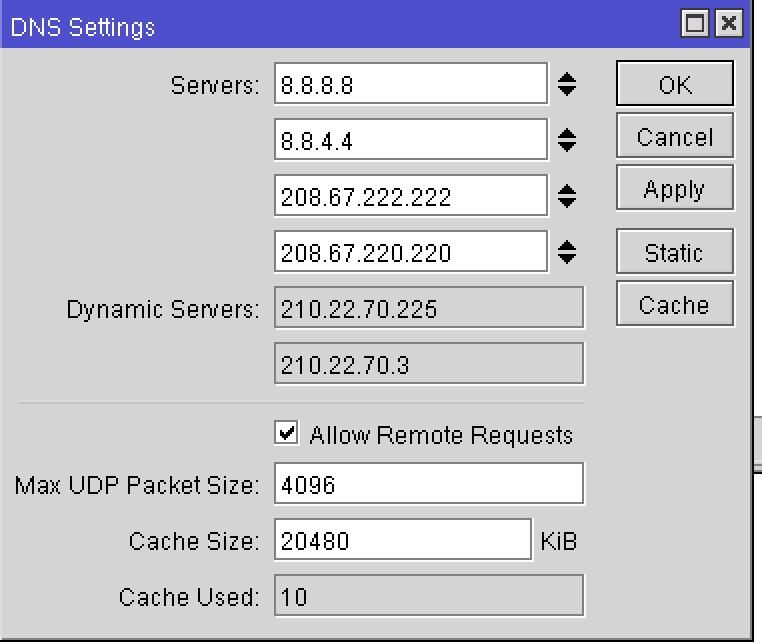 DNS Settings
Servers: 8.8.8.8 OK
8.8.4.4 Cancel
208.67.222.222 Apply
208.67.220.220 Static
Dynamic Servers: 210.22.70.225 Cache
210.22.70.3
Allow Remote Requests
Max UDP Packet Size: 4096
Cache Size: 20480 KiB
Cache Used: 10